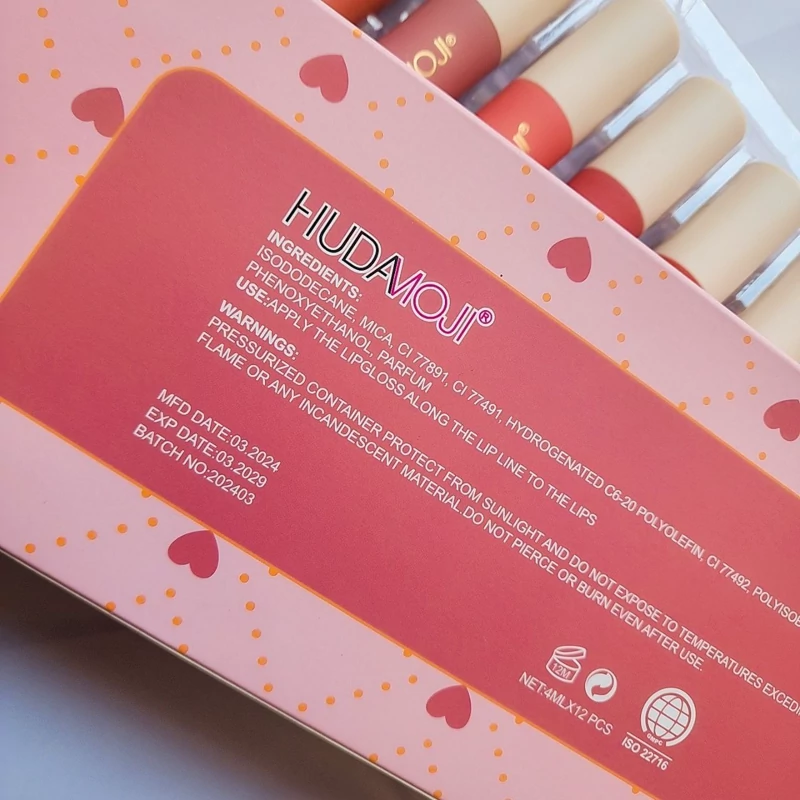 MOJI®
HUDAMOJI®
INGREDIENTS:
ISODODECANE, MICA, CI 77891, CI 77491, HYDROGENATED C6-20 POLYOLEFIN, CI 77492,
PHENOXYETHANOL, PARFUM
USE:APPLY THE LIPGLOSS ALONG THE LIP LINE TO THE LIPS
WARNINGS:
PRESSURIZED CONTAINER PROTECT FROM SUNLIGHT AND DO NOT EXPOSE TO TEMPERATURES
FLAME OR ANY INCANDESCENT MATERIAL.DO NOT PIERCE OR BURN EVEN AFTER USE.
MFD DATE:03.2024
EXP DATE:03.2029
BATCH NO:202403
12M
NET:4MLX12 PCS
GMPC
ISO 22716